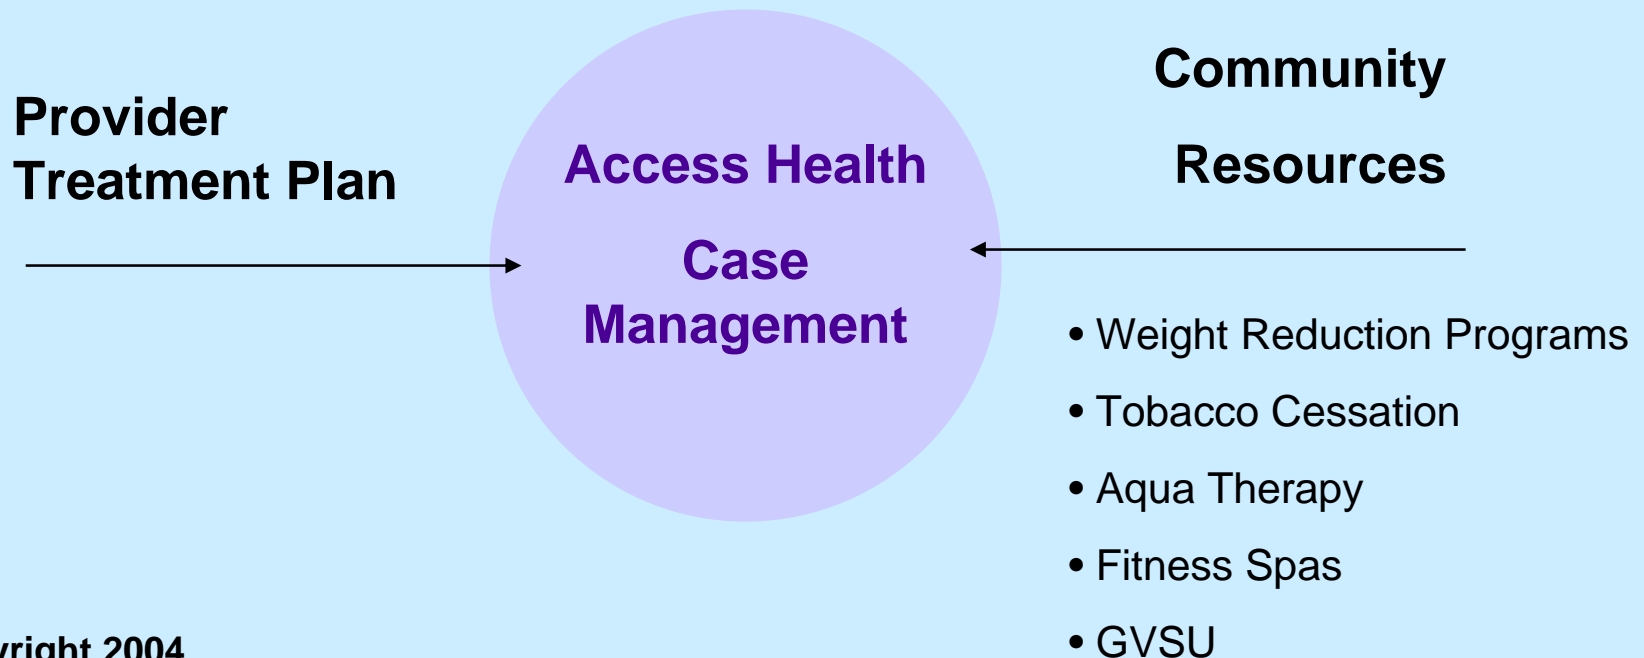 Provider
Treatment Plan
Access Health
Case
Management
Community
Resources
• Weight Reduction Programs
• Tobacco Cessation
• Aqua Therapy
• Fitness Spas
• GVSU
yright 2004